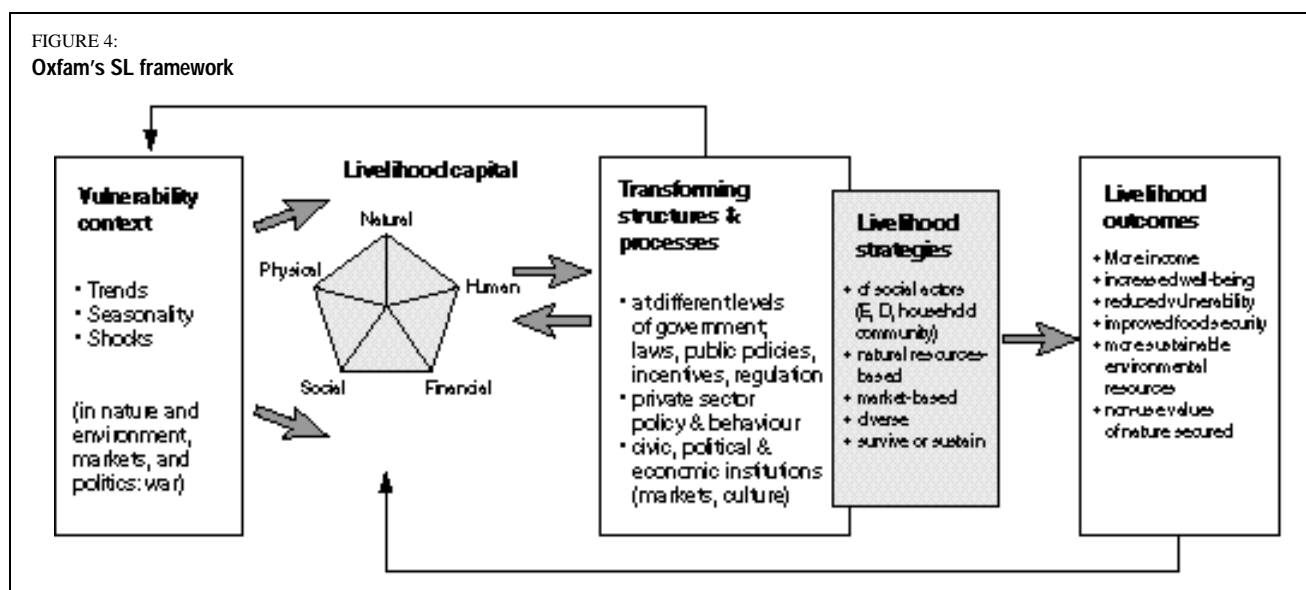 FIGURE 4:
Oxfam's SL framework
Vulnerability
context
• Trends
• Seasonality
• Shocks
(in nature and
environment,
markets, and
politics: war)
Livelihood capital
Natural
Physical
Human
Social
Financial
Transforming
structures &
processes
• at different levels
of government;
laws, public policies,
incentives, regulation
• private sector
policy & behaviour
• civic, political &
economic institutions
(markets, culture)
Livelihood
strategies
• of social actors
household
community)
• natural resources-
based
• market-based
• diverse
• survive or sustain
Livelihood
outcomes
• More income
• increased well-being
• reduced vulnerability
• improved food security
• more sustainable
environmental
resources
• non-use values
of nature secured